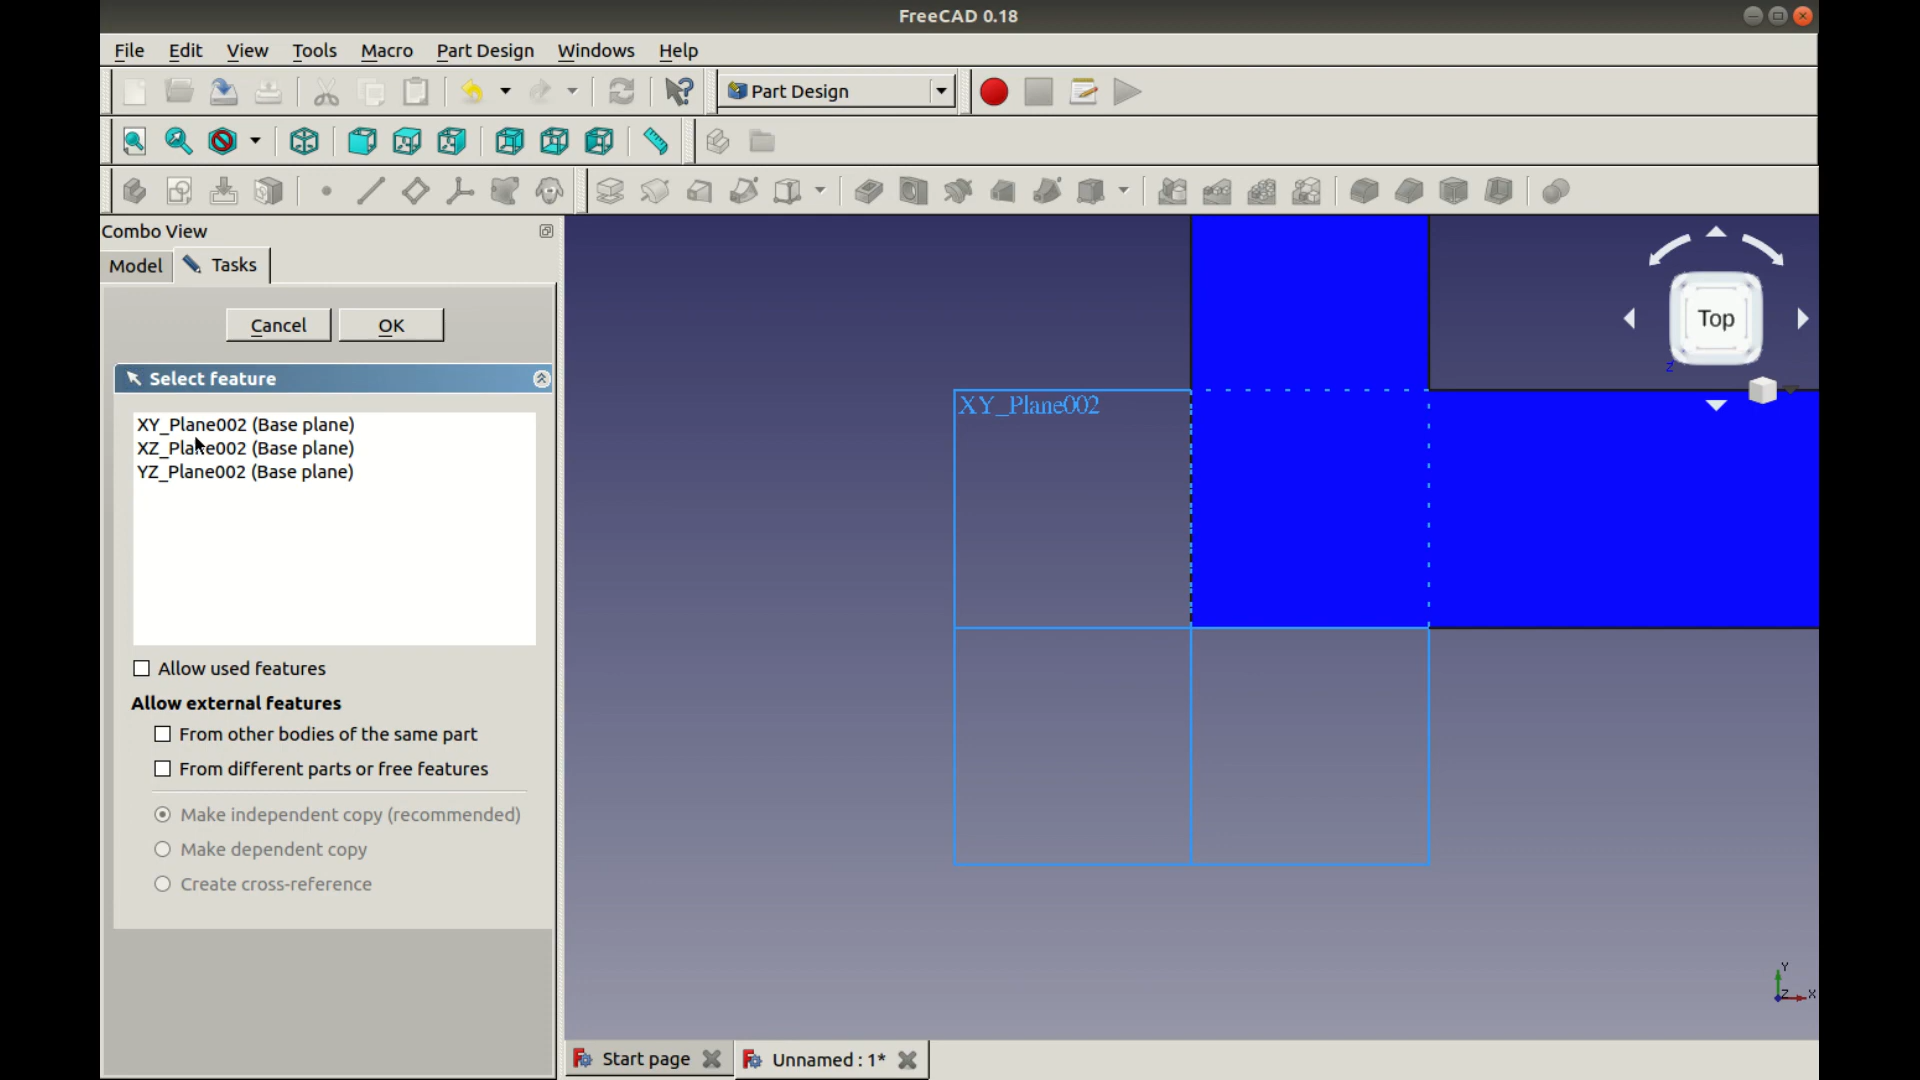 FreeCAD 0.18
File Edit View Tools Macro Part Design Windows Help
Part Design
Combo View
Model Tasks
Cancel OK
Select feature
XY_Plane002 (Base plane)
XZ_Plane002 (Base plane)
YZ_Plane002 (Base plane)
Allow used features
Allow external features
From other bodies of the same part
From different parts or free features
Make independent copy (recommended)
Make dependent copy
Create cross-reference
XY_Plane002
Top
Z
Y
Z X
Start page Unnamed : 1*